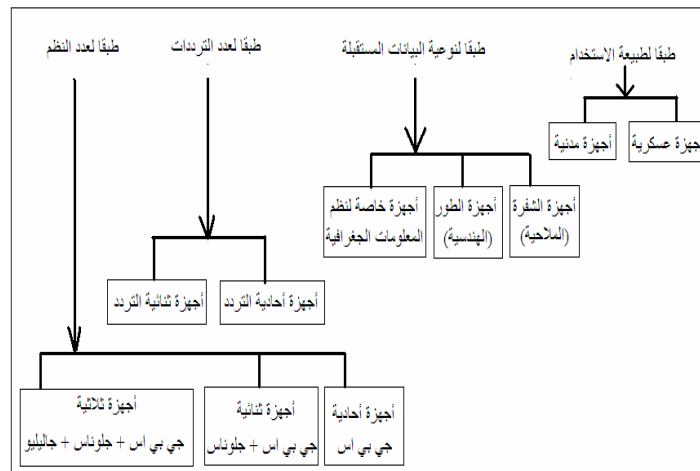 طبقا لطبيعة الاستخدام
طبقا لنوعية البيانات المستقبلة
طبقا لعدد الترددات
طبقا لعدد النظم
جهزة عسكرية
أجهزة مدنية
أجهزة الشفرة
(الملاحية)
أجهزة الطور
(الهندسية)
أجهزة خاصة لنظم
المعلومات الجغرافية
أجهزة أحادية التردد
أجهزة ثنائية التردد
أجهزة أحادية
جي بي اس
أجهزة ثنائية
جي بي اس + جلوناس
أجهزة ثلاثية
جي بي اس + جلوناس + جاليليو